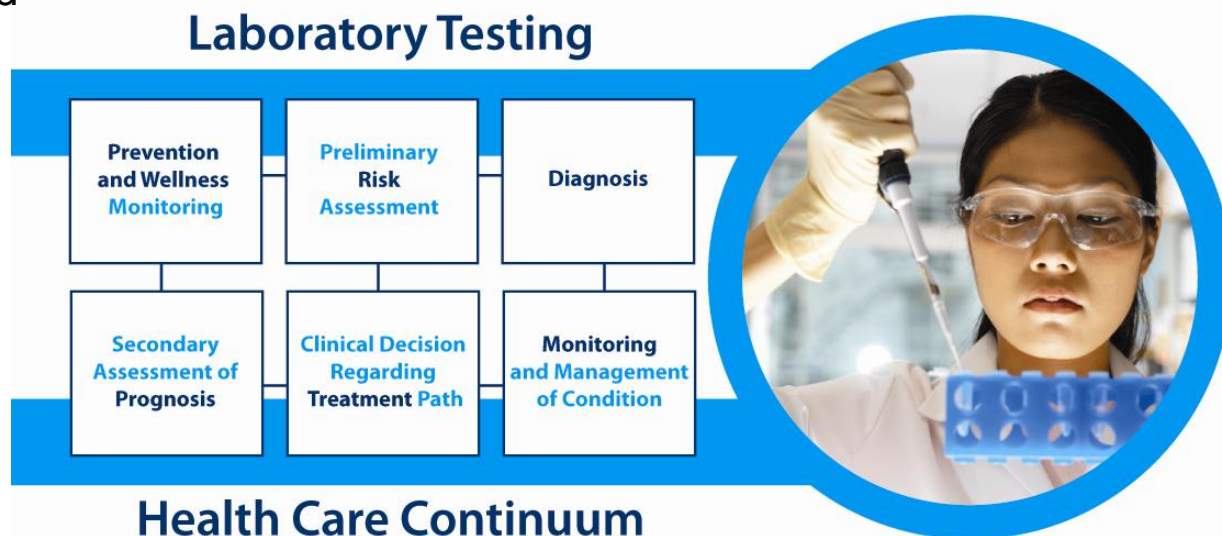 d
Laboratory Testing
Prevention
and Wellness
Monitoring
Preliminary
Risk
Assessment
Diagnosis
Secondary
Assessment of
Prognosis
Clinical Decision
Regarding
Treatment Path
Monitoring
and Management
of Condition
Health Care Continuum